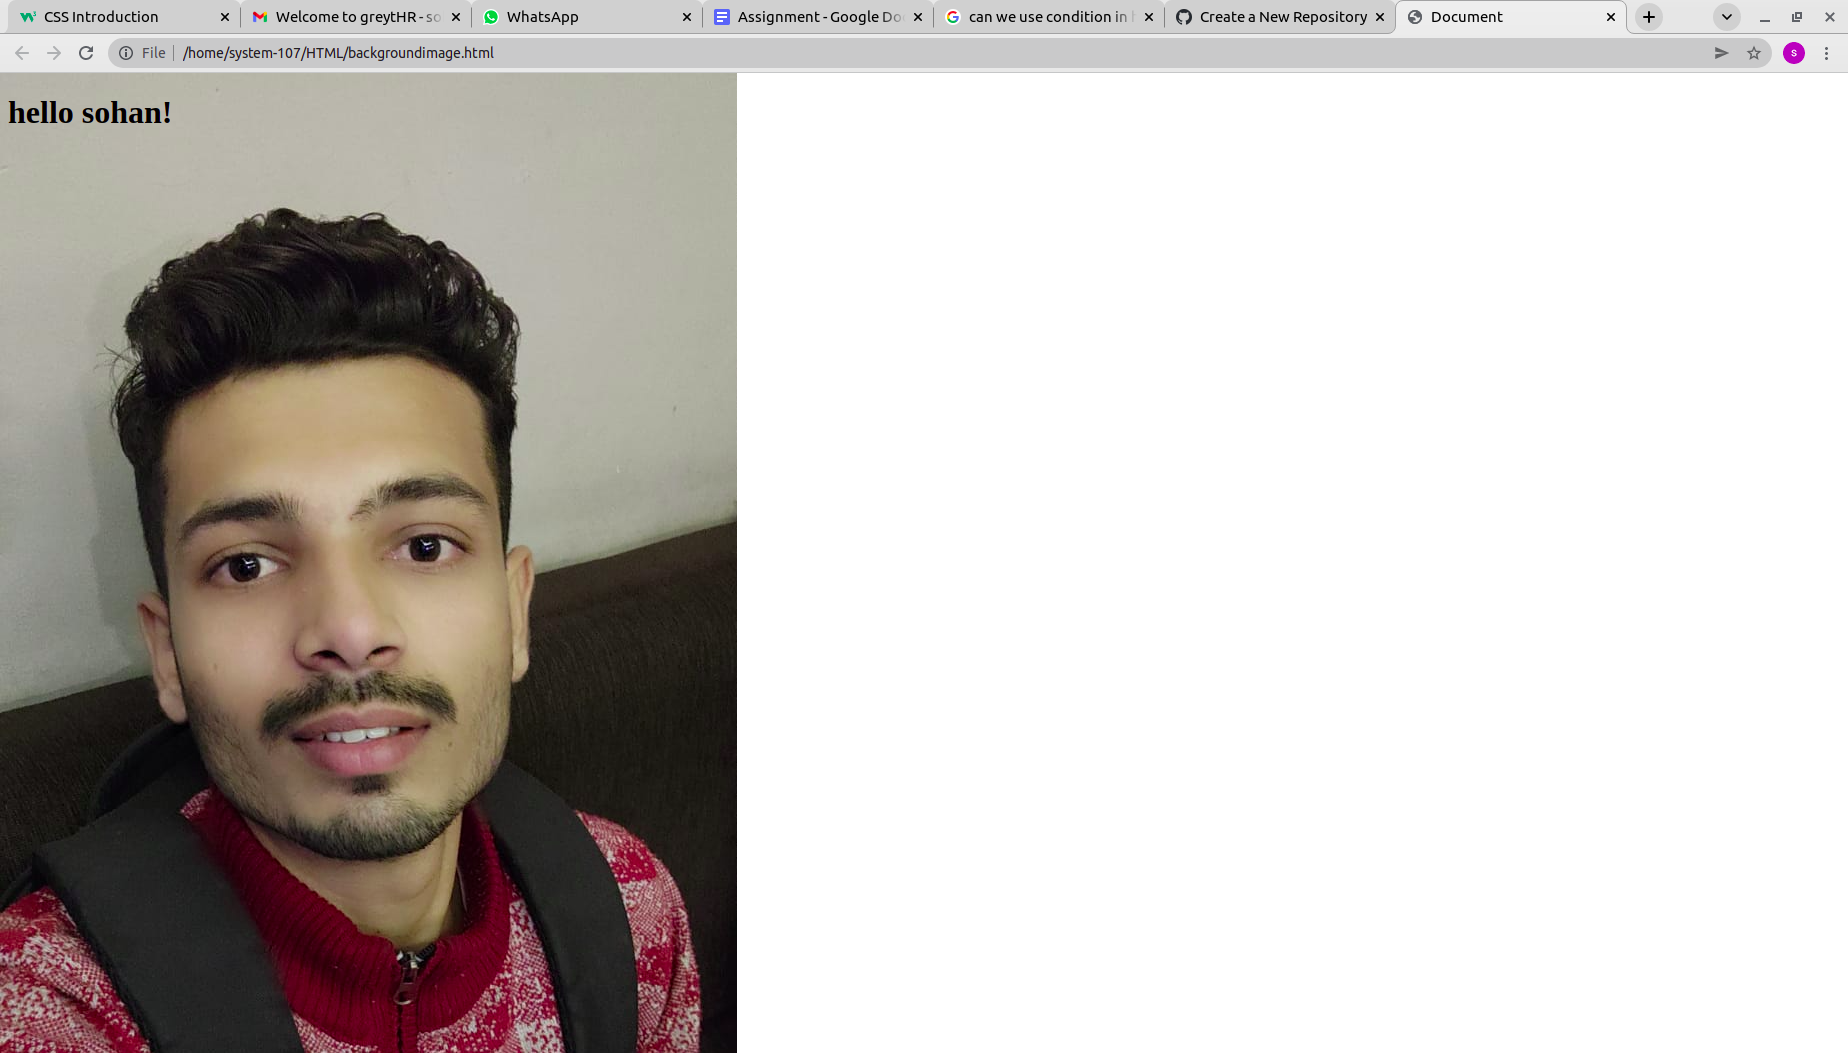 CSS Introduction
Welcome to greytHR - so
WhatsApp
Assignment - Google Do
can we use condition in
Create a New Repository
Document
File
/home/system-107/HTML/backgroundimage.html
s
hello sohan!